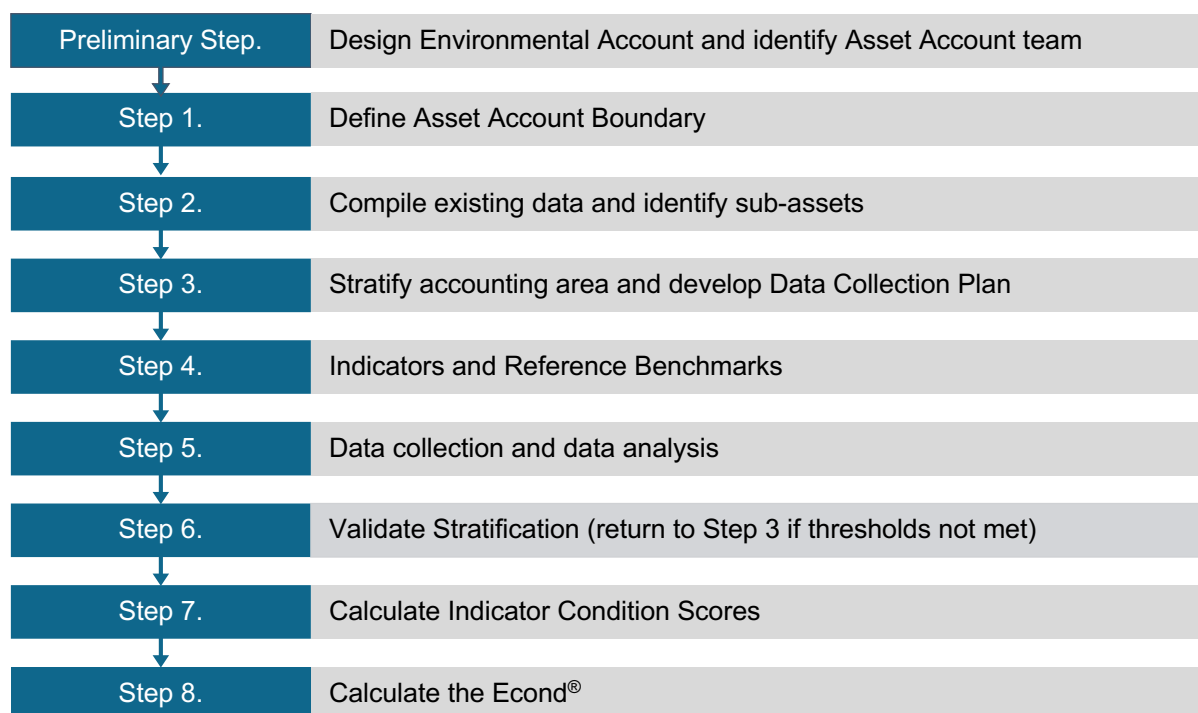 Preliminary Step. Design Environmental Account and identify Asset Account team
Step 1. Define Asset Account Boundary
Step 2. Compile existing data and identify sub-assets
Step 3. Stratify accounting area and develop Data Collection Plan
Step 4. Indicators and Reference Benchmarks
Step 5. Data collection and data analysis
Step 6. Validate Stratification (return to Step 3 if thresholds not met)
Step 7. Calculate Indicator Condition Scores
Step 8. Calculate the Econd®